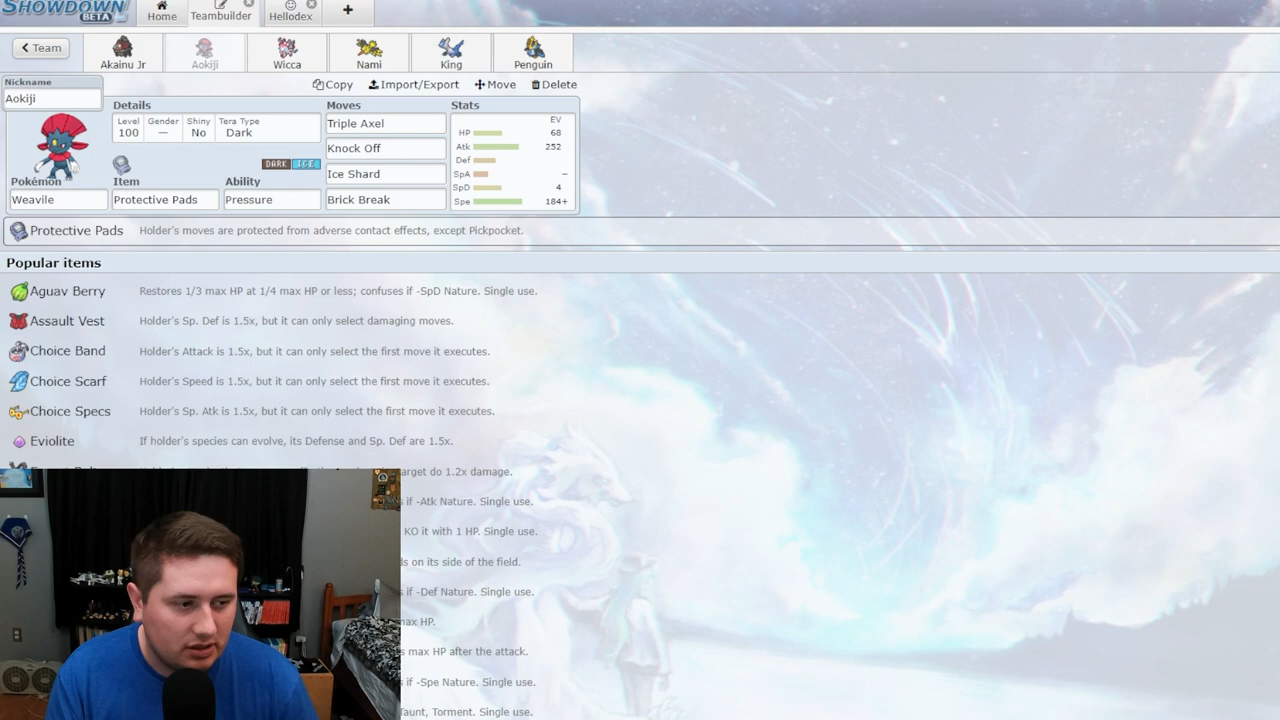 SHOWDOWN
BETA
Home
Teambuilder
Hellodex
+
< Team
Akainu Jr
Aokiji
Wicca
Nami
King
Penguin
Copy
Import/Export
Move
Delete
Nickname
Aokiji
Details
Moves
Stats
Level
100
Gender
—
Shiny
No
Tera Type
Dark
DARK ICE
Pokémon
Weavile
Item
Protective Pads
Ability
Pressure
Triple Axel
Knock Off
Ice Shard
Brick Break
EV
HP 68
Atk 252
Def
SpA –
SpD 4
Spe 184+
Protective Pads Holder's moves are protected from adverse contact effects, except Pickpocket.
Popular items
Aguav Berry Restores 1/3 max HP at 1/4 max HP or less; confuses if -SpD Nature. Single use.
Assault Vest Holder's Sp. Def is 1.5x, but it can only select damaging moves.
Choice Band Holder's Attack is 1.5x, but it can only select the first move it executes.
Choice Scarf Holder's Speed is 1.5x, but it can only select the first move it executes.
Choice Specs Holder's Sp. Atk is 1.5x, but it can only select the first move it executes.
Eviolite If holder's species can evolve, its Defense and Sp. Def are 1.5x.
target do 1.2x damage.
if -Atk Nature. Single use.
KO it with 1 HP. Single use.
on its side of the field.
if -Def Nature. Single use.
max HP.
max HP after the attack.
if -Spe Nature. Single use.
Taunt, Torment. Single use.